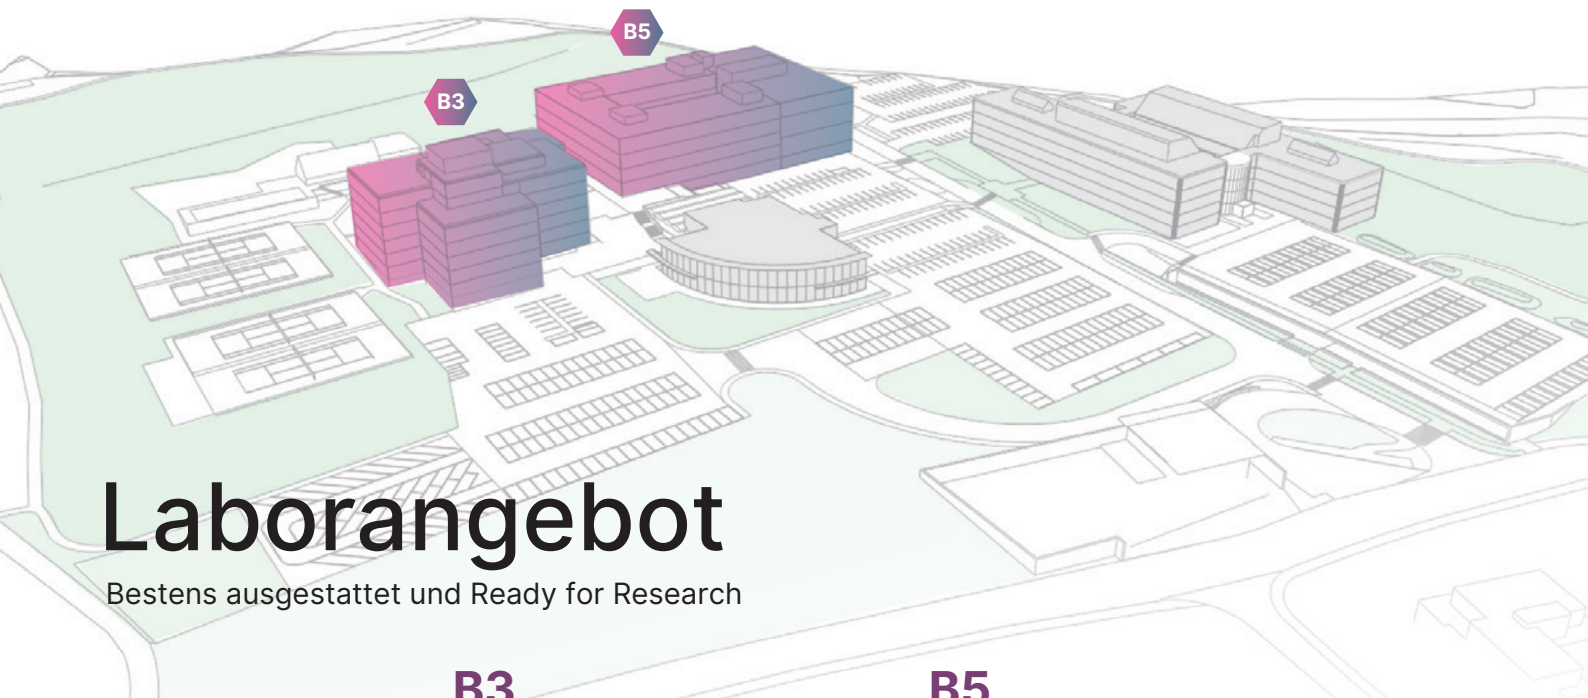 B5
B3
Laborangebot
Bestens ausgestattet und Ready for Research
B3 B5